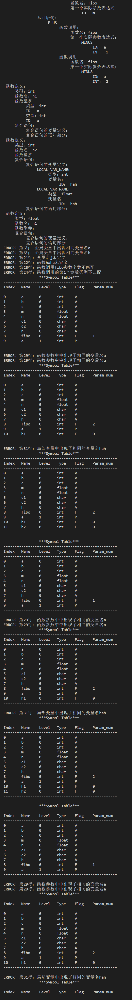 函数名：fibo
第一个实际参数表达式：
ID： m
返回语句：
PLUS
函数调用：
函数名：fibo
第一个实际参数表达式：
MINUS
ID： a
INT： 1
函数调用：
函数名：fibo
第一个实际参数表达式：
MINUS
ID： a
INT： 2
函数定义：
类型：int
函数名：h1
函数型参：
类型：int
ID： a
类型：int
ID： a
复合语句：
复合语句的变量定义：
复合语句的语句部分：
函数定义：
类型：int
函数名：h2
函数型参：
复合语句：
复合语句的变量定义：
LOCAL VAR_NAME：
类型：int
变量名：
ID： hah
LOCAL VAR_NAME：
类型：float
变量名：
ID： hah
复合语句的语句部分：
函数定义：
类型：float
函数名：h1
函数型参：
复合语句：
复合语句的变量定义：
复合语句的语句部分：
ERROR! 第6行：全局变量中出现相同变量名a
ERROR! 第6行：全局变量中出现相同变量名b
ERROR! 第21行：变量名j未定义
ERROR! 第22行：函数haha未定义
ERROR! 第23行：函数调用fibo参数个数不匹配
ERROR! 第24行：函数调用的第1个参数类型不匹配
***Symbol Table***
---------------------------------------------------
Index Name Level Type Flag Param_num
---------------------------------------------------
0 a 0 int V
1 b 0 int V
2 c 0 int V
3 m 0 float V
4 n 0 float V
5 c1 0 char V
6 c2 0 char V
7 h 0 char A
8 fibo 0 int F 1
9 a 1 int P
---------------------------------------------------
ERROR! 第29行：函数参数中中出现了相同的变量名a
ERROR! 第29行：函数参数中中出现了相同的变量名a
***Symbol Table***
---------------------------------------------------
Index Name Level Type Flag Param_num
---------------------------------------------------
0 a 0 int V
1 b 0 int V
2 c 0 int V
3 m 0 float V
4 n 0 float V
5 c1 0 char V
6 c2 0 char V
7 h 0 char A
8 fibo 0 int F 2
9 a 1 int P
10 h1 0 int F 0
---------------------------------------------------
ERROR! 第31行：局部变量中出现了相同的变量名hah
***Symbol Table***
---------------------------------------------------
Index Name Level Type Flag Param_num
---------------------------------------------------
0 a 0 int V
1 b 0 int V
2 c 0 int V
3 m 0 float V
4 n 0 float V
5 c1 0 char V
6 c2 0 char V
7 h 0 char A
8 fibo 0 int F 2
9 a 1 int P
10 h1 0 int F 0
11 h2 0 int F 0
---------------------------------------------------
***Symbol Table***
---------------------------------------------------
Index Name Level Type Flag Param_num
---------------------------------------------------
0 a 0 int V
1 b 0 int V
2 c 0 int V
3 m 0 float V
4 n 0 float V
5 c1 0 char V
6 c2 0 char V
7 h 0 char A
8 fibo 0 int F 1
9 a 1 int P
---------------------------------------------------
ERROR! 第29行：函数参数中中出现了相同的变量名a
ERROR! 第29行：函数参数中中出现了相同的变量名a
***Symbol Table***
---------------------------------------------------
Index Name Level Type Flag Param_num
---------------------------------------------------
0 a 0 int V
1 b 0 int V
2 c 0 int V
3 m 0 float V
4 n 0 float V
5 c1 0 char V
6 c2 0 char V
7 h 0 char A
8 fibo 0 int F 2
9 a 1 int P
10 h1 0 int F 0
---------------------------------------------------
ERROR! 第31行：局部变量中出现了相同的变量名hah
***Symbol Table***
---------------------------------------------------
Index Name Level Type Flag Param_num
---------------------------------------------------
0 a 0 int V
1 b 0 int V
2 c 0 int V
3 m 0 float V
4 n 0 float V
5 c1 0 char V
6 c2 0 char V
7 h 0 char A
8 fibo 0 int F 2
9 a 1 int P
10 h1 0 int F 0
11 h2 0 int F 0
---------------------------------------------------
***Symbol Table***
---------------------------------------------------
Index Name Level Type Flag Param_num
---------------------------------------------------
0 a 0 int V
1 b 0 int V
2 c 0 int V
3 m 0 float V
4 n 0 float V
5 c1 0 char V
6 c2 0 char V
7 h 0 char A
8 fibo 0 int F 1
9 a 1 int P
---------------------------------------------------
ERROR! 第29行：函数参数中中出现了相同的变量名a
ERROR! 第29行：函数参数中中出现了相同的变量名a
***Symbol Table***
---------------------------------------------------
Index Name Level Type Flag Param_num
---------------------------------------------------
0 a 0 int V
1 b 0 int V
2 c 0 int V
3 m 0 float V
4 n 0 float V
5 c1 0 char V
6 c2 0 char V
7 h 0 char A
8 fibo 0 int F 2
9 a 1 int P
10 h1 0 int F 0
---------------------------------------------------
ERROR! 第31行：局部变量中出现了相同的变量名hah
***Symbol Table***
---------------------------------------------------
Index Name Level Type Flag Param_num
---------------------------------------------------